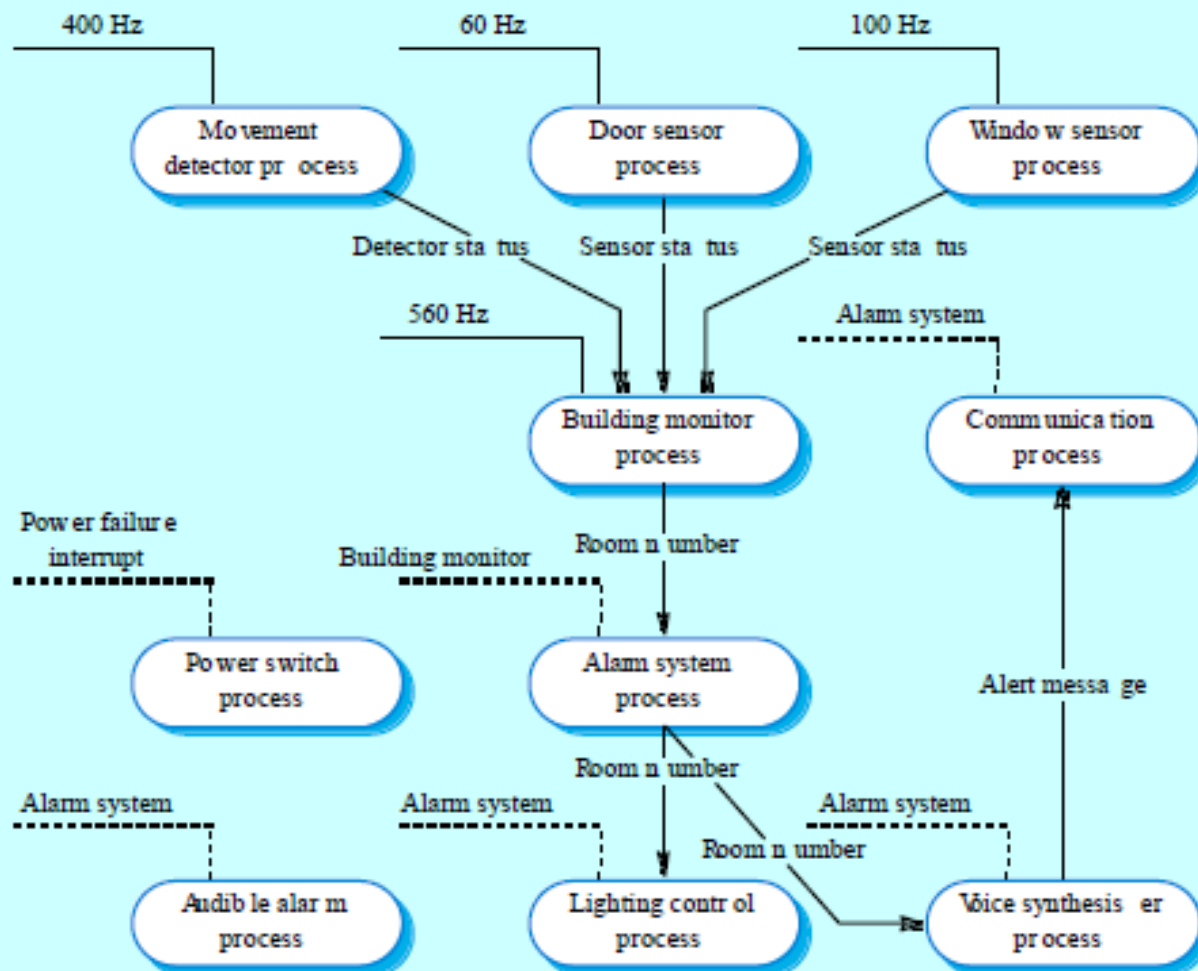 400 Hz
60 Hz
100 Hz
Movement
detector process
Door sensor
process
Window sensor
process
Detector status
Sensor status
Sensor status
560 Hz
Alarm system
Building monitor
process
Communication
process
Power failure
interrupt
Building monitor
Room number
Power switch
process
Alarm system
process
Alert message
Room number
Alarm system
Alarm system
Alarm system
Room number
Audible alarm
process
Lighting control
process
Voice synthesiser
process